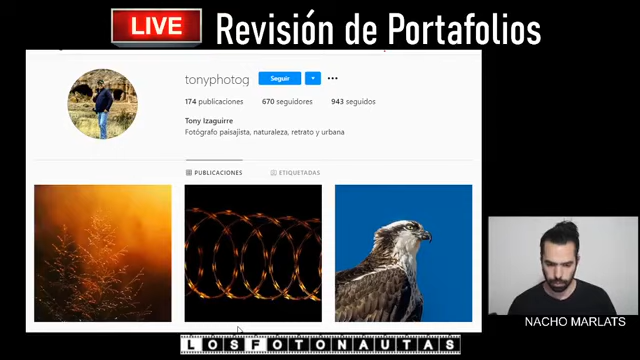 LIVE Revisión de Portafolios
tonyphotog Seguir
174 publicaciones 670 seguidores 943 seguidos
Tony Izaguirre
Fotógrafo paisajista, naturaleza, retrato y urbana
PUBLICACIONES ETIQUETADAS
NACHO MARLATS
LOSFOTONAUTAS